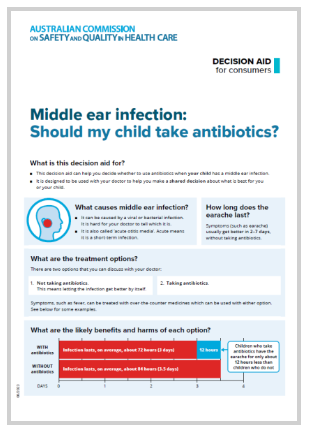 AUSTRALIAN COMMISSION
ON SAFETY AND QUALITY IN HEALTH CARE
DECISION AID
for consumers
Middle ear infection:
Should my child take antibiotics?
What is this decision aid for?
• This decision aid can help you decide whether to use antibiotics when your child has a middle ear infection.
• It is designed to be used with your doctor to help you make a shared decision about what is best for you
or your child.
What causes middle ear infection?
• It can be caused by a viral or bacterial infection.
It is hard for your doctor to tell which it is.
• It is also called 'acute otitis media'. Acute means
it is a short term infection.
How long does the
earache last?
Symptoms (such as earache)
usually get better in 2–7 days,
without taking antibiotics.
What are the treatment options?
There are two options that you can discuss with your doctor:
1. Not taking antibiotics.
This means letting the infection get better by itself
2. Taking antibiotics.
Symptoms, such as fever, can be treated with over-the-counter medicines which can be used with either option.
See below for some examples.
What are the likely benefits and harms of each option?
WITH
antibiotics
Infection lasts, on average, about 72 hours (3 days)
12 hours
Children who take
antibiotics have the
earache for only about
12 hours less than
children who do not
WITHOUT
antibiotics
Infection lasts, on average, about 84 hours (3.5 days)
DAYS 0 1 2 3 4